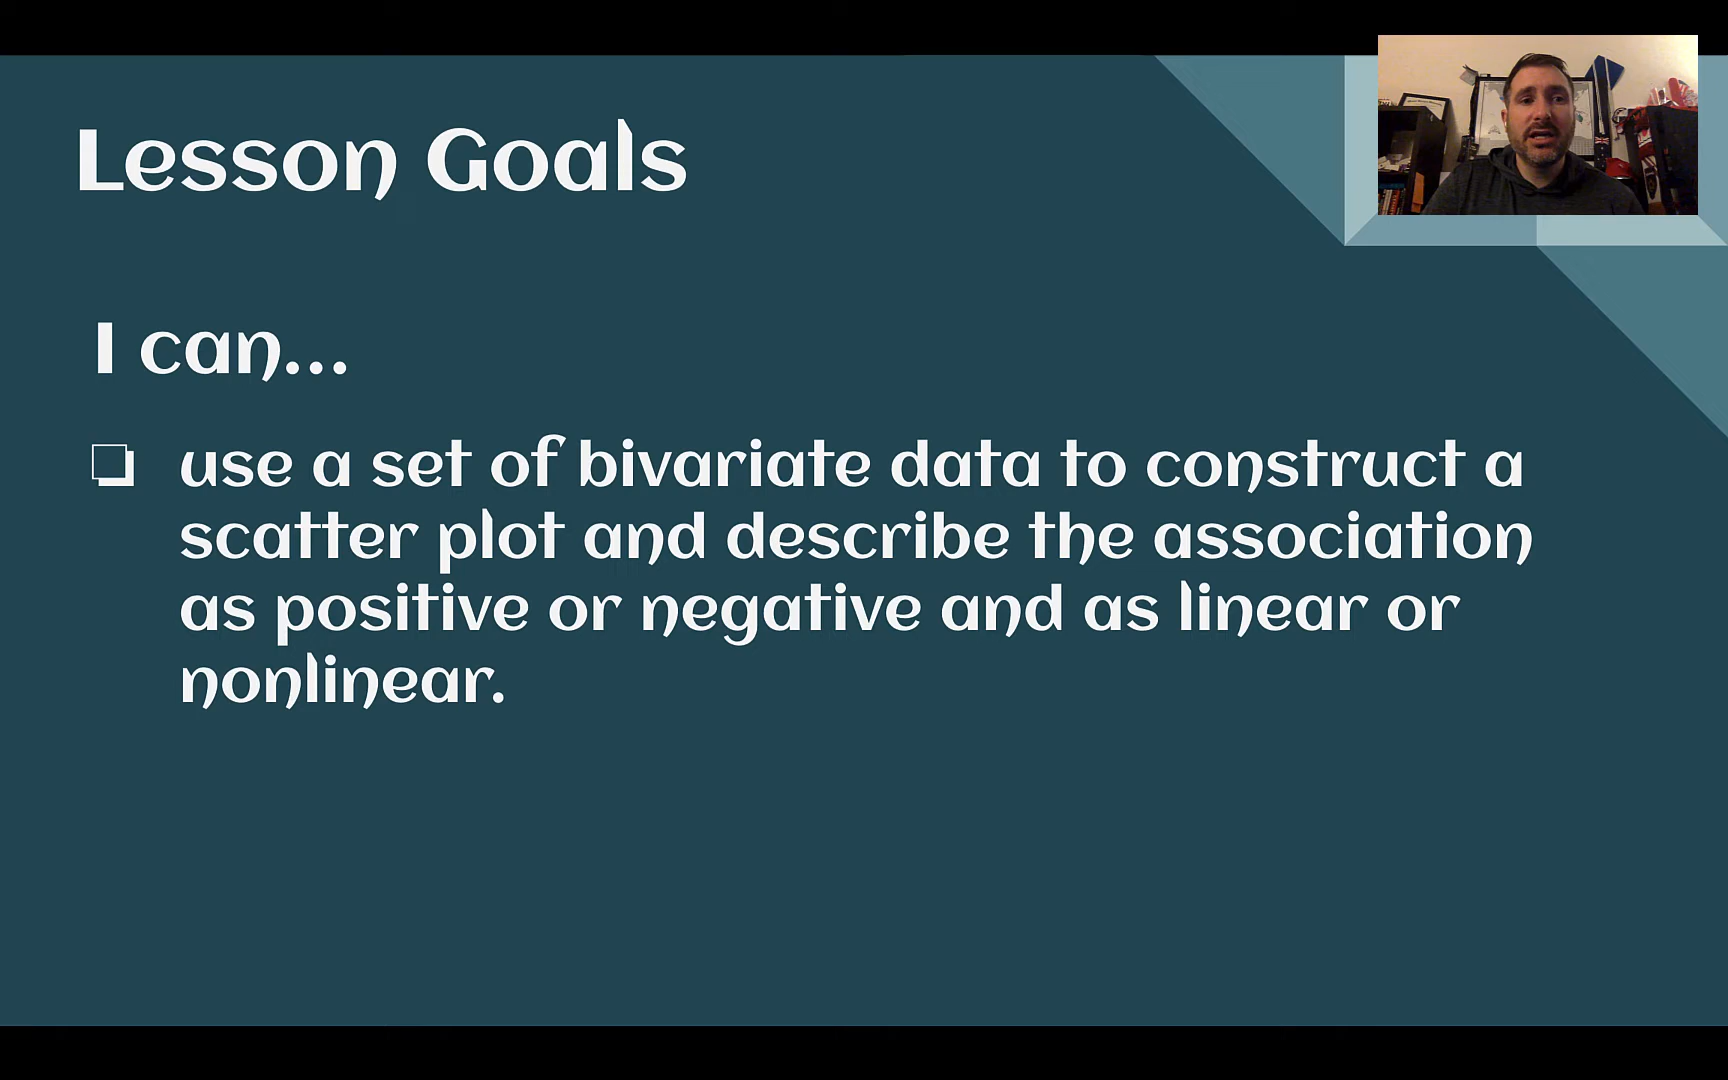 Lesson Goals
I can...
use a set of bivariate data to construct a
scatter plot and describe the association
as positive or negative and as linear or
nonlinear.